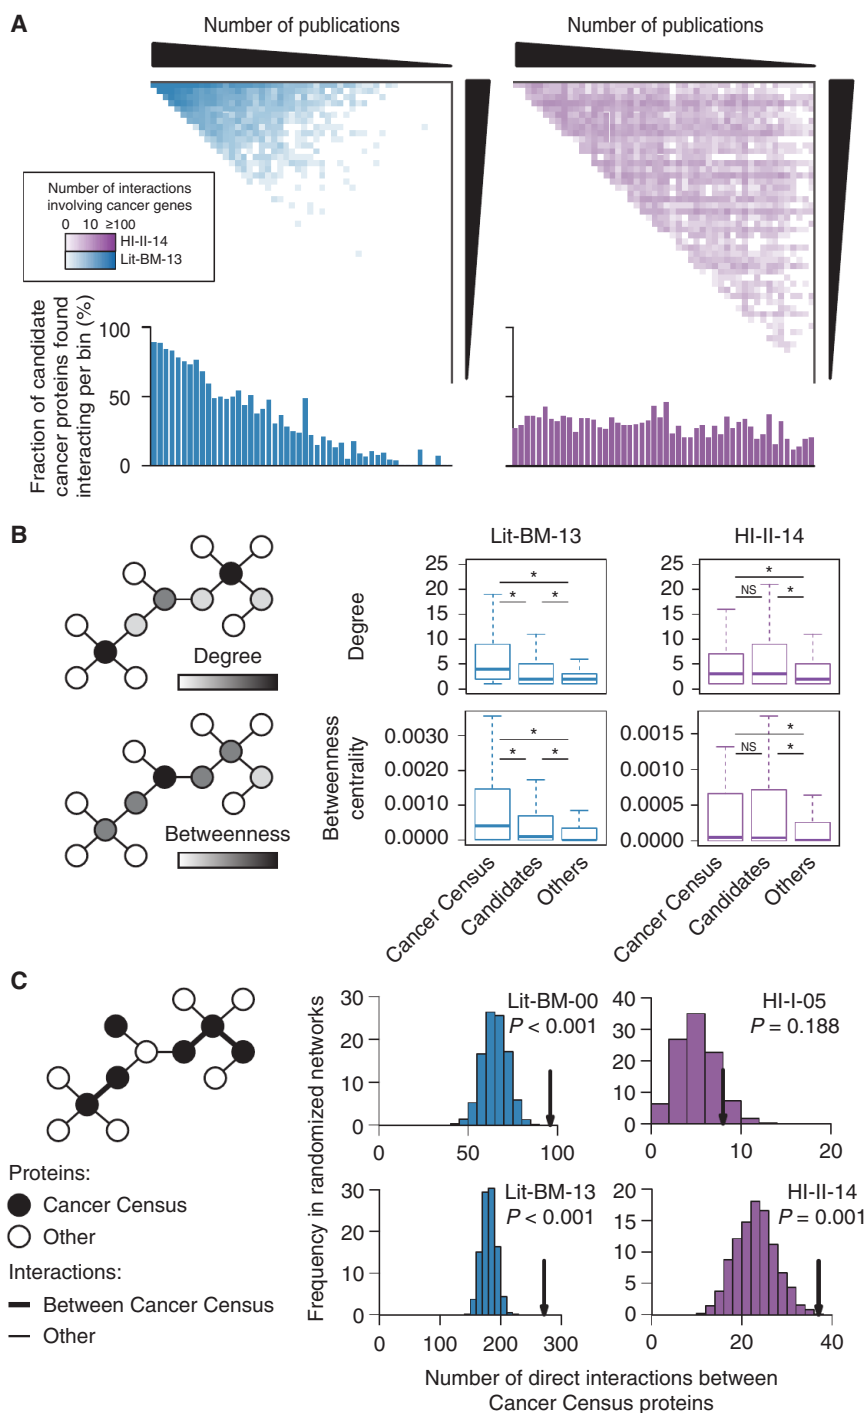 A
Number of publications
Number of publications
Number of interactions
involving cancer genes
0 10 ≥100
HI-II-14
Lit-BM-13
Fraction of candidate
cancer proteins found
interacting per bin (%)
100
50
0
B
Lit-BM-13
HI-II-14
Degree
Degree
25
20
15
10
5
0
*
* *
25
20
15
10
5
0
*
NS *
Betweenness
Betweenness
centrality
0.0030
0.0020
0.0010
0.0000
*
* *
0.0015
0.0010
0.0005
0.0000
*
NS *
Cancer Census
Candidates
Others
Cancer Census
Candidates
Others
C
Proteins:
Cancer Census
Other
Interactions:
Between Cancer Census
Other
Frequency in randomized networks
Lit-BM-00
P < 0.001
30
20
10
0
0 50 100
HI-I-05
P = 0.188
40
30
20
10
0
0 10 20
Lit-BM-13
P < 0.001
30
20
10
0
0 100 200 300
HI-II-14
P = 0.001
20
15
10
5
0
0 20 40
Number of direct interactions between
Cancer Census proteins